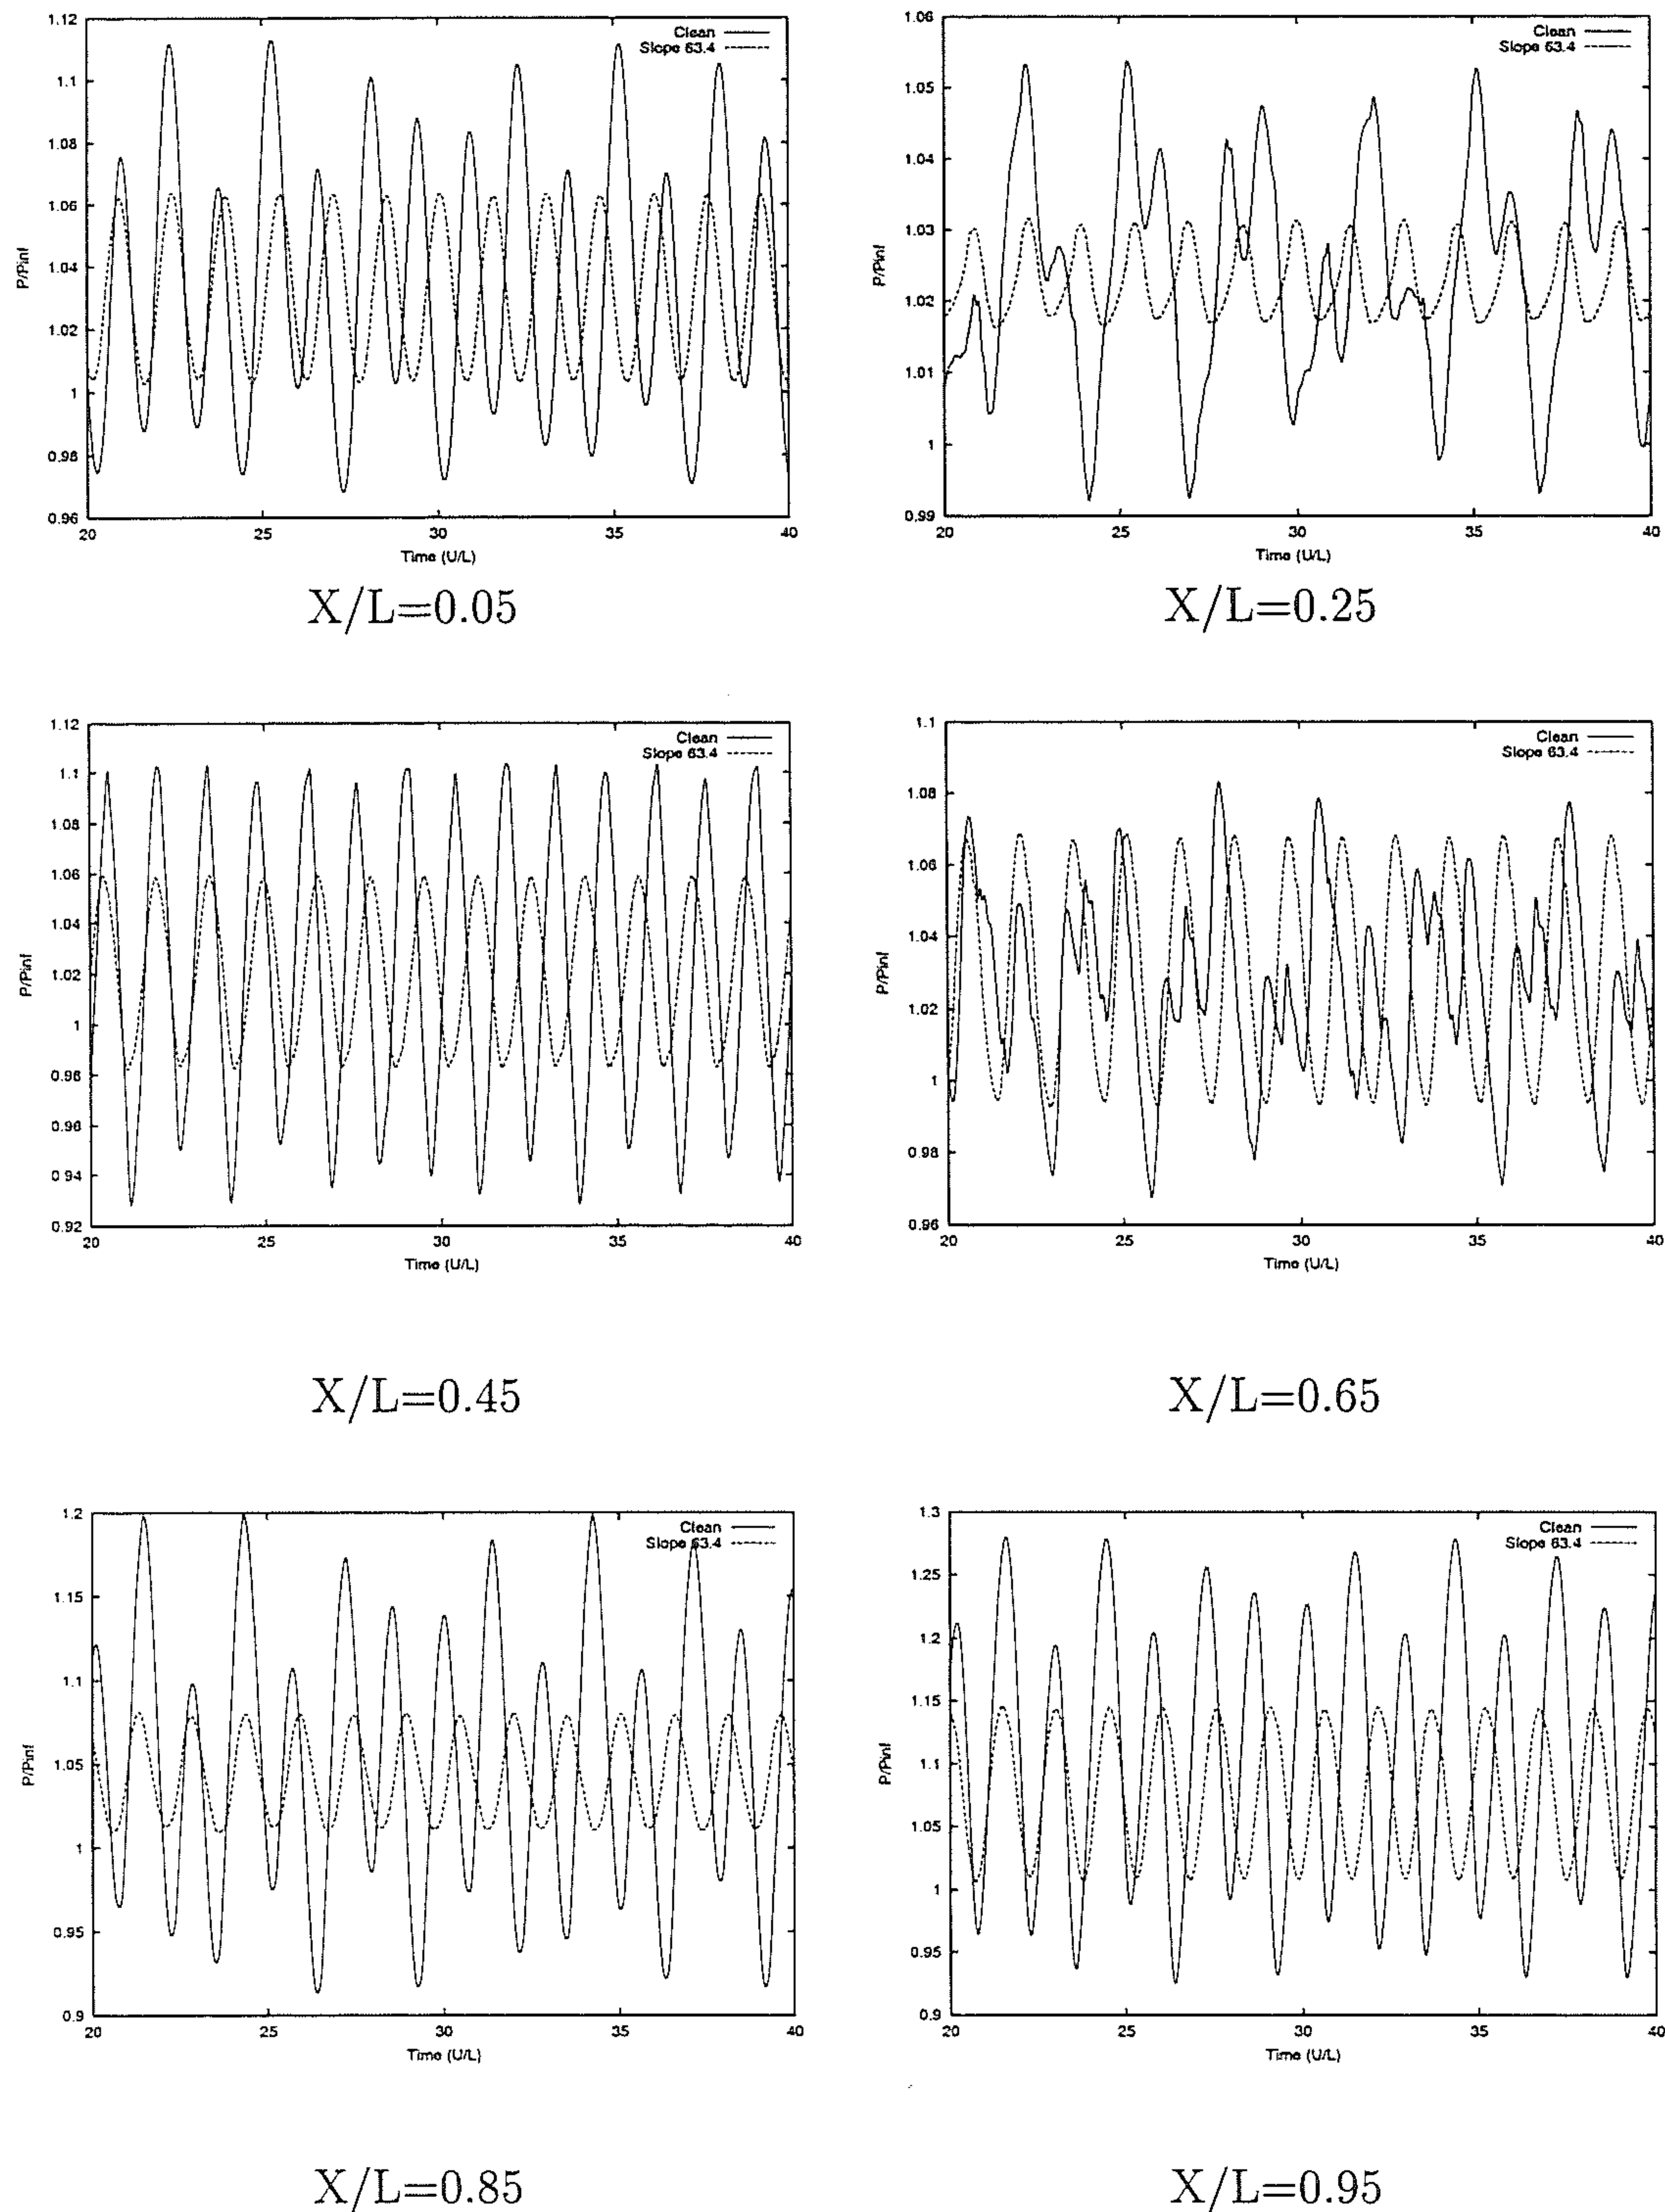 1.12
1.1
1.08
1.06
1.04
1.02
1
0.98
0.96
P/Pinf
Clean
Slope 63.4
20 25 30 35 40
Time (U/L)
X/L=0.05
1.06
1.05
1.04
1.03
1.02
1.01
1
0.99
P/Pinf
Clean
Slope 63.4
20 25 30 35 40
Time (U/L)
X/L=0.25
1.12
1.1
1.08
1.06
1.04
1.02
1
0.98
0.96
0.94
0.92
P/Pinf
Clean
Slope 63.4
20 25 30 35 40
Time (U/L)
X/L=0.45
1.1
1.08
1.06
1.04
1.02
1
0.98
0.96
P/Pinf
Clean
Slope 63.4
20 25 30 35 40
Time (U/L)
X/L=0.65
1.2
1.15
1.1
1.05
1
0.95
0.9
P/Pinf
Clean
Slope 63.4
20 25 30 35 40
Time (U/L)
X/L=0.85
1.3
1.25
1.2
1.15
1.1
1.05
1
0.95
0.9
P/Pinf
Clean
Slope 63.4
20 25 30 35 40
Time (U/L)
X/L=0.95